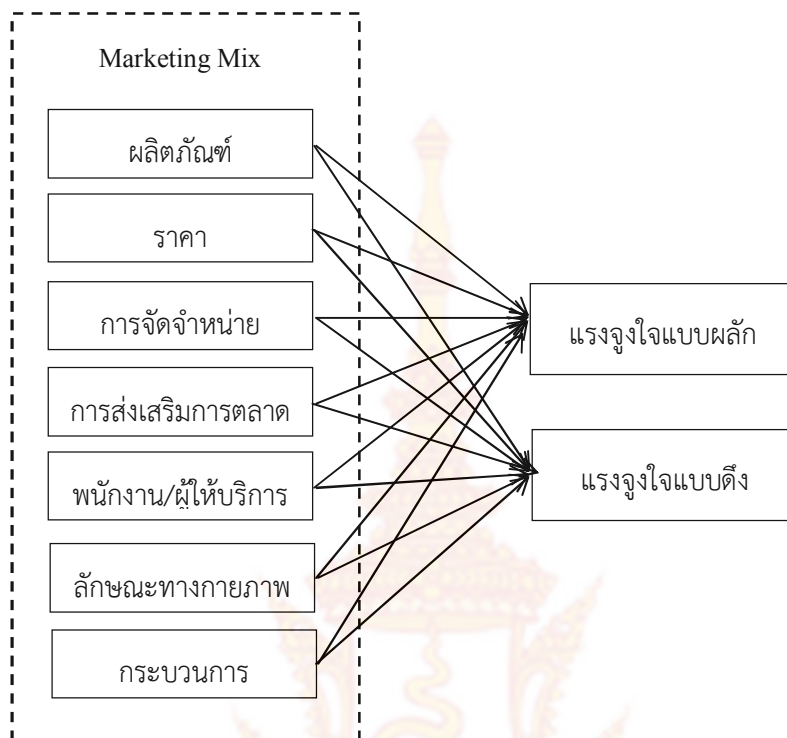 Marketing Mix
ผลิตภัณฑ์
ราคา
การจัดจำหน่าย
การส่งเสริมการตลาด
พนักงาน/ผู้ให้บริการ
ลักษณะทางกายภาพ
กระบวนการ
แรงจูงใจแบบผลัก
แรงจูงใจแบบดึง